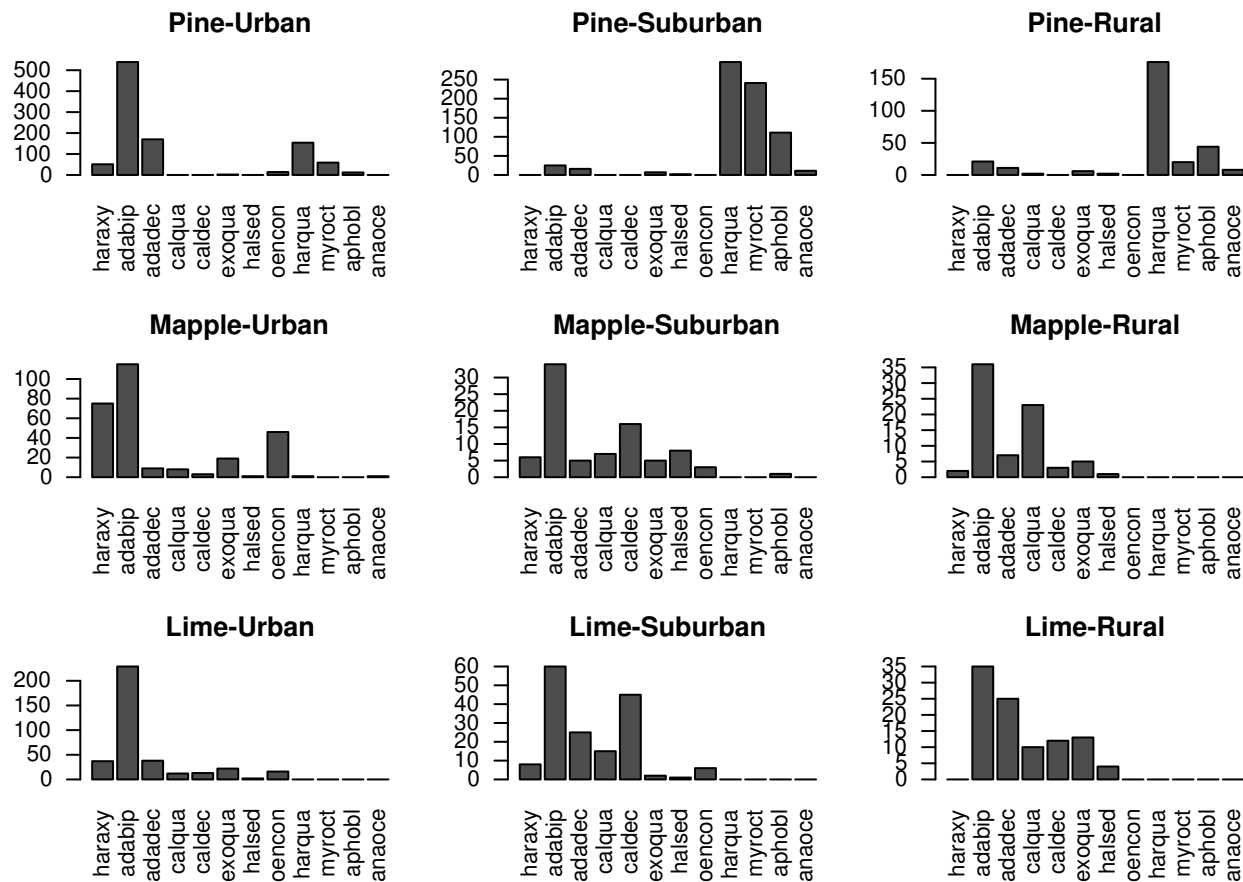 Pine-Urban
500
400
300
200
100
0
haraxy
adabip
adadec
calqua
caldec
exoqua
halsed
oencon
harqua
myroct
aphobl
anaoce
Pine-Suburban
250
200
150
100
50
0
haraxy
adabip
adadec
calqua
caldec
exoqua
halsed
oencon
harqua
myroct
aphobl
anaoce
Pine-Rural
150
100
50
0
haraxy
adabip
adadec
calqua
caldec
exoqua
halsed
oencon
harqua
myroct
aphobl
anaoce
Mapple-Urban
100
80
60
40
20
0
haraxy
adabip
adadec
calqua
caldec
exoqua
halsed
oencon
harqua
myroct
aphobl
anaoce
Mapple-Suburban
30
25
20
15
10
5
0
haraxy
adabip
adadec
calqua
caldec
exoqua
halsed
oencon
harqua
myroct
aphobl
anaoce
Mapple-Rural
35
30
25
20
15
10
5
0
haraxy
adabip
adadec
calqua
caldec
exoqua
halsed
oencon
harqua
myroct
aphobl
anaoce
Lime-Urban
200
150
100
50
0
haraxy
adabip
adadec
calqua
caldec
exoqua
halsed
oencon
harqua
myroct
aphobl
anaoce
Lime-Suburban
60
50
40
30
20
10
0
haraxy
adabip
adadec
calqua
caldec
exoqua
halsed
oencon
harqua
myroct
aphobl
anaoce
Lime-Rural
35
30
25
20
15
10
5
0
haraxy
adabip
adadec
calqua
caldec
exoqua
halsed
oencon
harqua
myroct
aphobl
anaoce